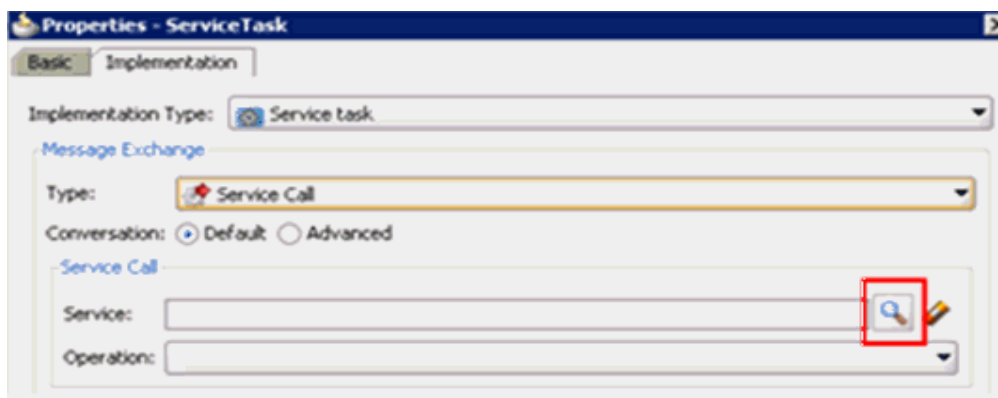 Properties - ServiceTask
Basic Implementation
Implementation Type: Service task
Message Exchange
Type: Service Call
Conversation: Default Advanced
Service Call
Service:
Operation: